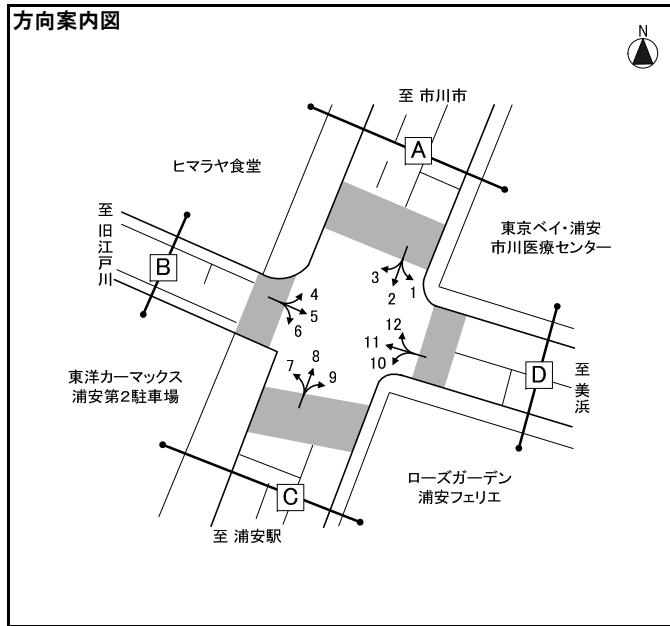 方向案内図
N
至 市川市
A
ヒマラヤ食堂
東京ベイ・浦安
市川医療センター
至
旧
江
戸
川
B
3
2
1
4
5
6
12
11
10
7
8
9
D
至
美
浜
東洋カーマックス
浦安第2駐車場
ローズガーデン
浦安フェリエ
C
至 浦安駅